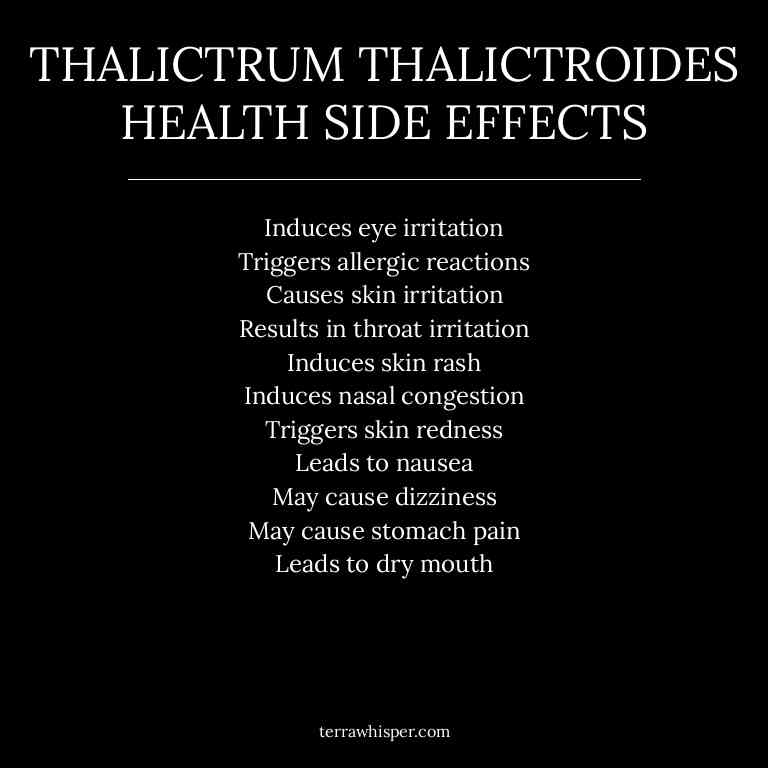 THALICTRUM THALICTROIDES
HEALTH SIDE EFFECTS
Induces eye irritation
Triggers allergic reactions
Causes skin irritation
Results in throat irritation
Induces skin rash
Induces nasal congestion
Triggers skin redness
Leads to nausea
May cause dizziness
May cause stomach pain
Leads to dry mouth
terrawhisper.com